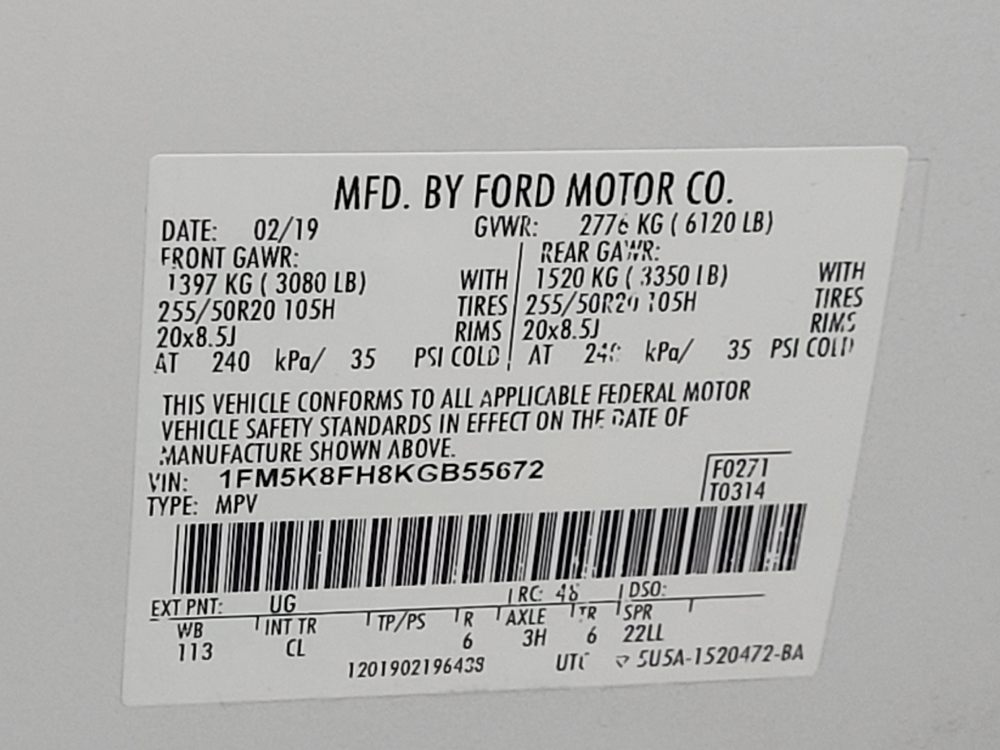 MFD. BY FORD MOTOR CO.
DATE: 02/19 GVWR: 2776 KG ( 6120 LB)
FRONT GAWR: REAR GAWR:
1397 KG ( 3080 LB) WITH 1520 KG ( 3350 LB) WITH
255/50R20 105H TIRES 255/50R20 105H TIRES
20x8.5J RIMS 20x8.5J RIMS
AT 240 kPa/ 35 PSI COLD AT 240 kPa/ 35 PSI COLD
THIS VEHICLE CONFORMS TO ALL APPLICABLE FEDERAL MOTOR
VEHICLE SAFETY STANDARDS IN EFFECT ON THE DATE OF
MANUFACTURE SHOWN ABOVE.
VIN: 1FM5K8FH8KGB55672 F0271
TYPE: MPV T0314
EXT PNT: UG RC: 48 DSO:
WB INT TR TP/PS R AXLE TR SPR
113 CL 6 3H 6 22LL
UTC 5U5A-1520472-BA